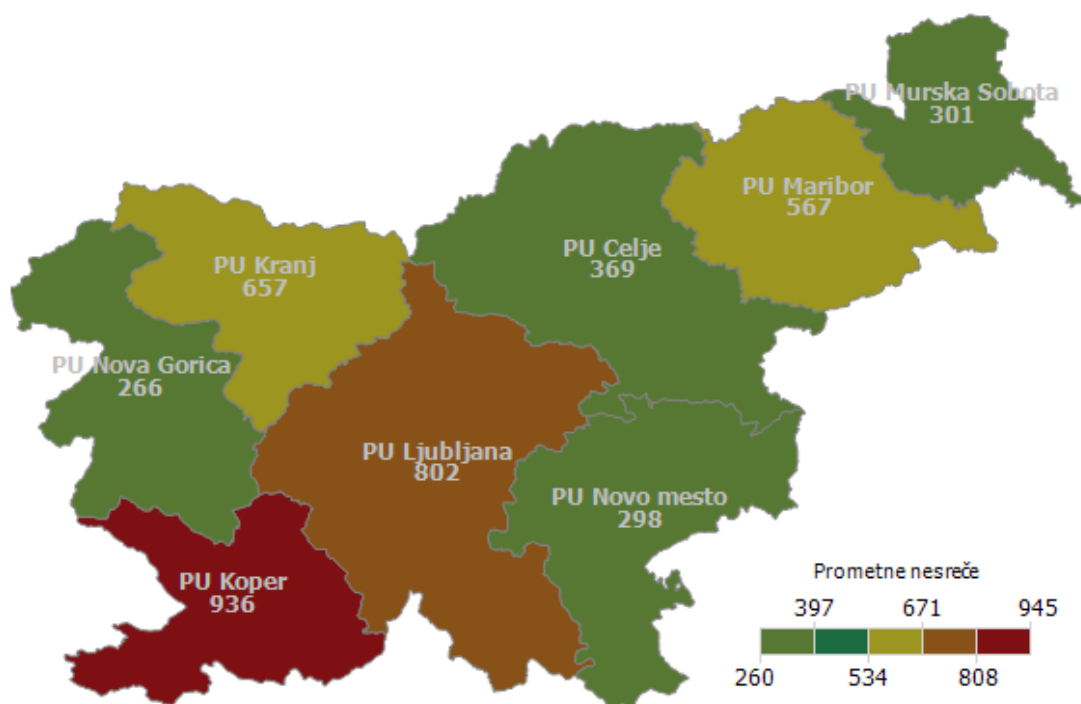 PU Murska Sobota
301
PU Maribor
567
PU Celje
369
PU Kranj
657
PU Nova Gorica
266
PU Ljubljana
802
PU Novo mesto
298
PU Koper
936
Prometne nesreče
397 671 945
260 534 808